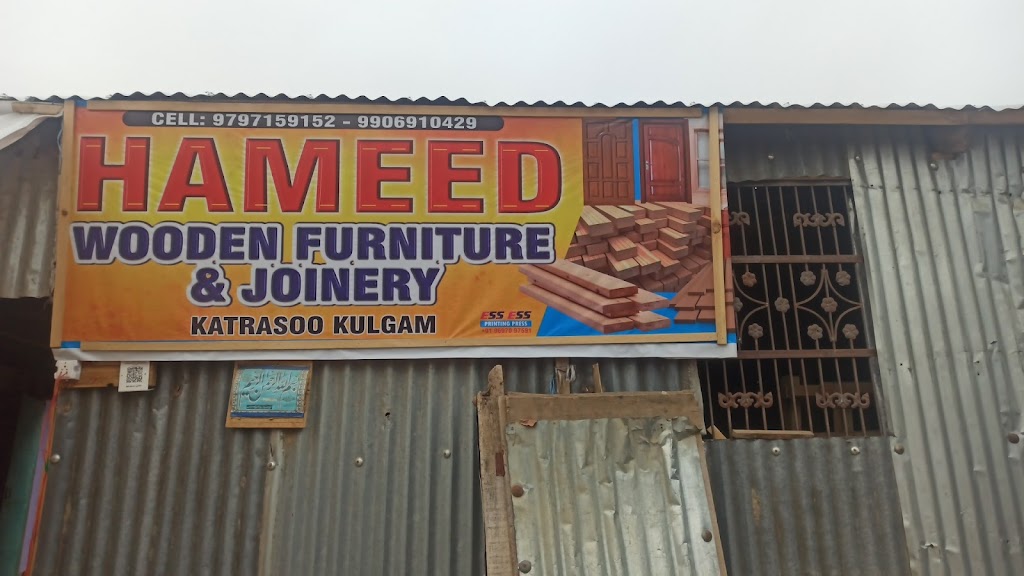 CELL: 9797159152 - 9906910429
HAMEED
WOODEN FURNITURE
& JOINERY
KATRASOO KULGAM
ESS ESS
PRINTING PRESS